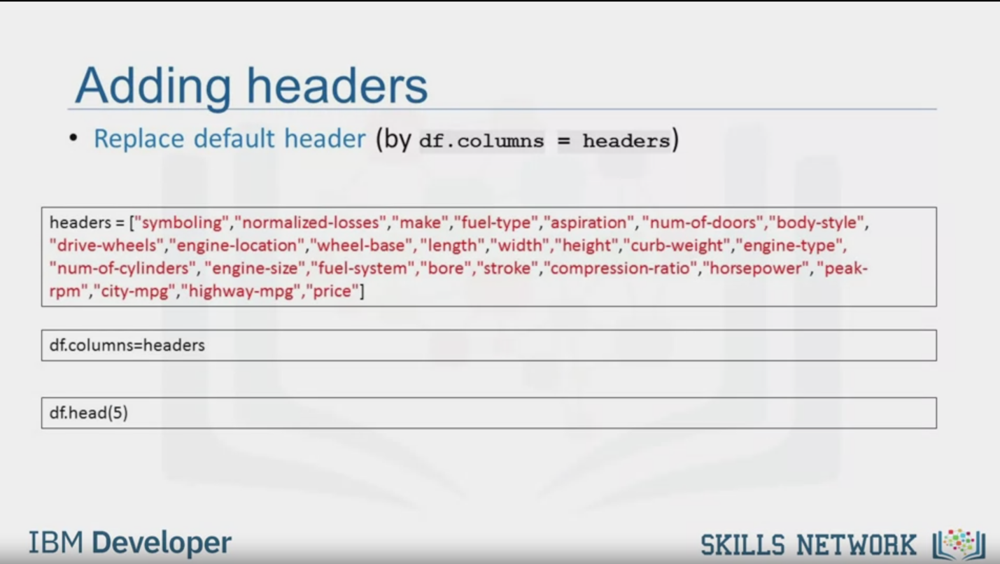 Adding headers
• Replace default header (by df.columns = headers)
headers = ["symboling","normalized-losses","make","fuel-type","aspiration", "num-of-doors","body-style",
"drive-wheels","engine-location","wheel-base", "length","width","height","curb-weight","engine-type",
"num-of-cylinders", "engine-size","fuel-system","bore","stroke","compression-ratio","horsepower", "peak-
rpm","city-mpg","highway-mpg","price"]
df.columns=headers
df.head(5)
IBM Developer
SKILLS NETWORK